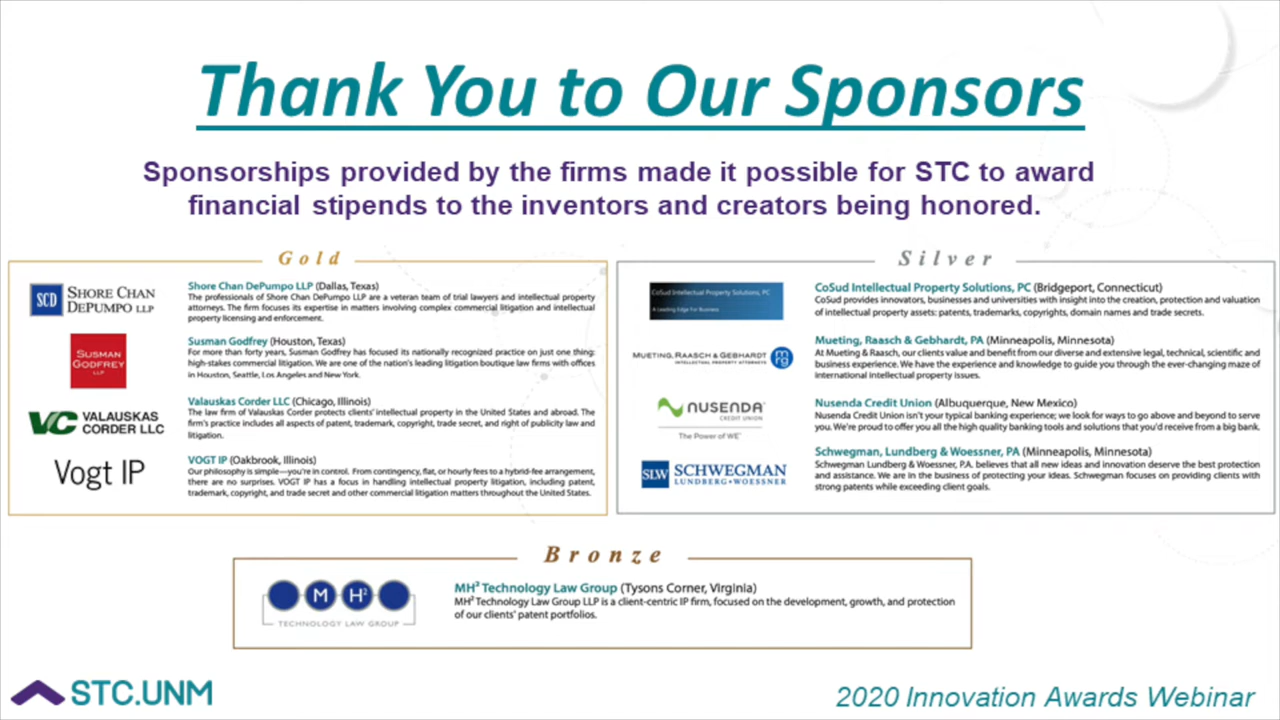 Thank You to Our Sponsors
Sponsorships provided by the firms made it possible for STC to award
financial stipends to the inventors and creators being honored.
Gold
SCD SHORE CHAN
DEPUMPO LLP
Shore Chan DePumpo LLP (Dallas, Texas)
The professionals of Shore Chan DePumpo LLP are a veteran team of trial lawyers and intellectual property
attorneys. The firm focuses its expertise in matters involving complex commercial litigation and intellectual
property licensing and enforcement.
SUSMAN
GODFREY
LLP
Susman Godfrey (Houston, Texas)
For more than forty years, Susman Godfrey has focused its nationally recognized practice on just one thing:
high-stakes commercial litigation. We are one of the nation's leading litigation boutique law firms with offices
in Houston, Seattle, Los Angeles and New York.
VC VALAUSKAS
CORDER LLC
Valauskas Corder LLC (Chicago, Illinois)
The law firm of Valauskas Corder protects clients' intellectual property in the United States and abroad. The
firm's practice includes all aspects of patent, trademark, copyright, trade secret, and right of publicity law and
litigation.
Vogt IP
VOGT IP (Oakbrook, Illinois)
Our philosophy is simple—you're in control. From contingency, flat, or hourly fees to a hybrid-fee arrangement,
there are no surprises. VOGT IP has a focus in handling intellectual property litigation, including patent,
trademark, copyright, and trade secret and other commercial litigation matters throughout the United States.
Silver
CoSud Intellectual Property Solutions, PC
A Leading Edge For Business
CoSud Intellectual Property Solutions, PC (Bridgeport, Connecticut)
CoSud provides innovators, businesses and universities with insight into the creation, protection and valuation
of intellectual property assets: patents, trademarks, copyrights, domain names and trade secrets.
MUETING, RAASCH & GEBHARDT
INTELLECTUAL PROPERTY ATTORNEYS
mrg
Mueting, Raasch & Gebhardt, PA (Minneapolis, Minnesota)
At Mueting & Raasch, our clients value and benefit from our diverse and extensive legal, technical, scientific and
business experience. We have the experience and knowledge to guide you through the ever-changing maze of
international intellectual property issues.
NUSENDA
CREDIT UNION
The Power of WE
Nusenda Credit Union (Albuquerque, New Mexico)
Nusenda Credit Union isn't your typical banking experience; we look for ways to go above and beyond to serve
you. We're proud to offer you all the high quality banking tools and solutions that you'd receive from a big bank.
SLW SCHWEGMAN
LUNDBERG • WOESSNER
Schwegman, Lundberg & Woessner, PA (Minneapolis, Minnesota)
Schwegman Lundberg & Woessner, P.A. believes that all new ideas and innovation deserve the best protection
and assistance. We are in the business of protecting your ideas. Schwegman focuses on providing clients with
strong patents while exceeding client goals.
Bronze
M H²
TECHNOLOGY LAW GROUP
MH² Technology Law Group (Tysons Corner, Virginia)
MH² Technology Law Group LLP is a client-centric IP firm, focused on the development, growth, and protection
of our clients' patent portfolios.
STC.UNM
2020 Innovation Awards Webinar